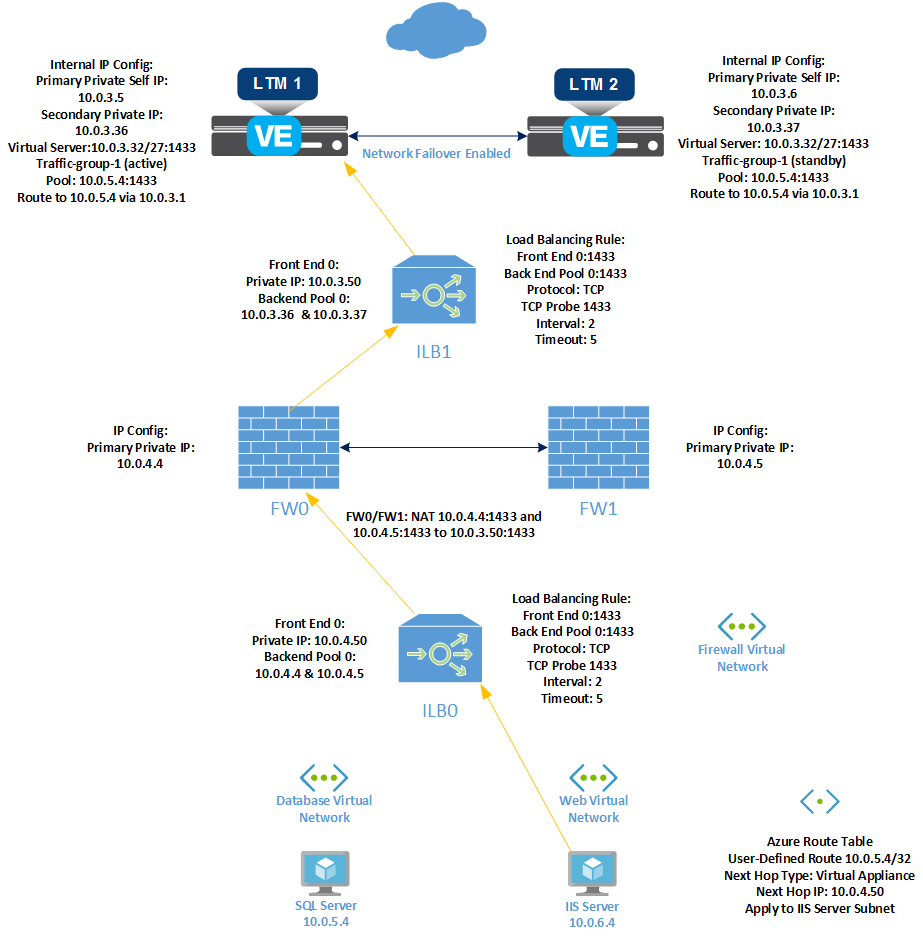 Internal IP Config:
Primary Private Self IP:
10.0.3.5
Secondary Private IP:
10.0.3.36
Virtual Server:10.0.3.32/27:1433
Traffic-group-1 (active)
Pool: 10.0.5.4:1433
Route to 10.0.5.4 via 10.0.3.1
LTM 1
VE
Network Failover Enabled
LTM 2
VE
Internal IP Config:
Primary Private Self IP:
10.0.3.6
Secondary Private IP:
10.0.3.37
Virtual Server: 10.0.3.32/27:1433
Traffic-group-1 (standby)
Pool: 10.0.5.4:1433
Route to 10.0.5.4 via 10.0.3.1
Front End 0:
Private IP: 10.0.3.50
Backend Pool 0:
10.0.3.36 & 10.0.3.37
ILB1
Load Balancing Rule:
Front End 0:1433
Back End Pool 0:1433
Protocol: TCP
TCP Probe 1433
Interval: 2
Timeout: 5
IP Config:
Primary Private IP:
10.0.4.4
FW0
FW1
IP Config:
Primary Private IP:
10.0.4.5
FW0/FW1: NAT 10.0.4.4:1433 and
10.0.4.5:1433 to 10.0.3.50:1433
Front End 0:
Private IP: 10.0.4.50
Backend Pool 0:
10.0.4.4 & 10.0.4.5
ILB0
Load Balancing Rule:
Front End 0:1433
Back End Pool 0:1433
Protocol: TCP
TCP Probe 1433
Interval: 2
Timeout: 5
Firewall Virtual
Network
Database Virtual
Network
Web Virtual
Network
SQL Server
10.0.5.4
IIS Server
10.0.6.4
Azure Route Table
User-Defined Route 10.0.5.4/32
Next Hop Type: Virtual Appliance
Next Hop IP: 10.0.4.50
Apply to IIS Server Subnet